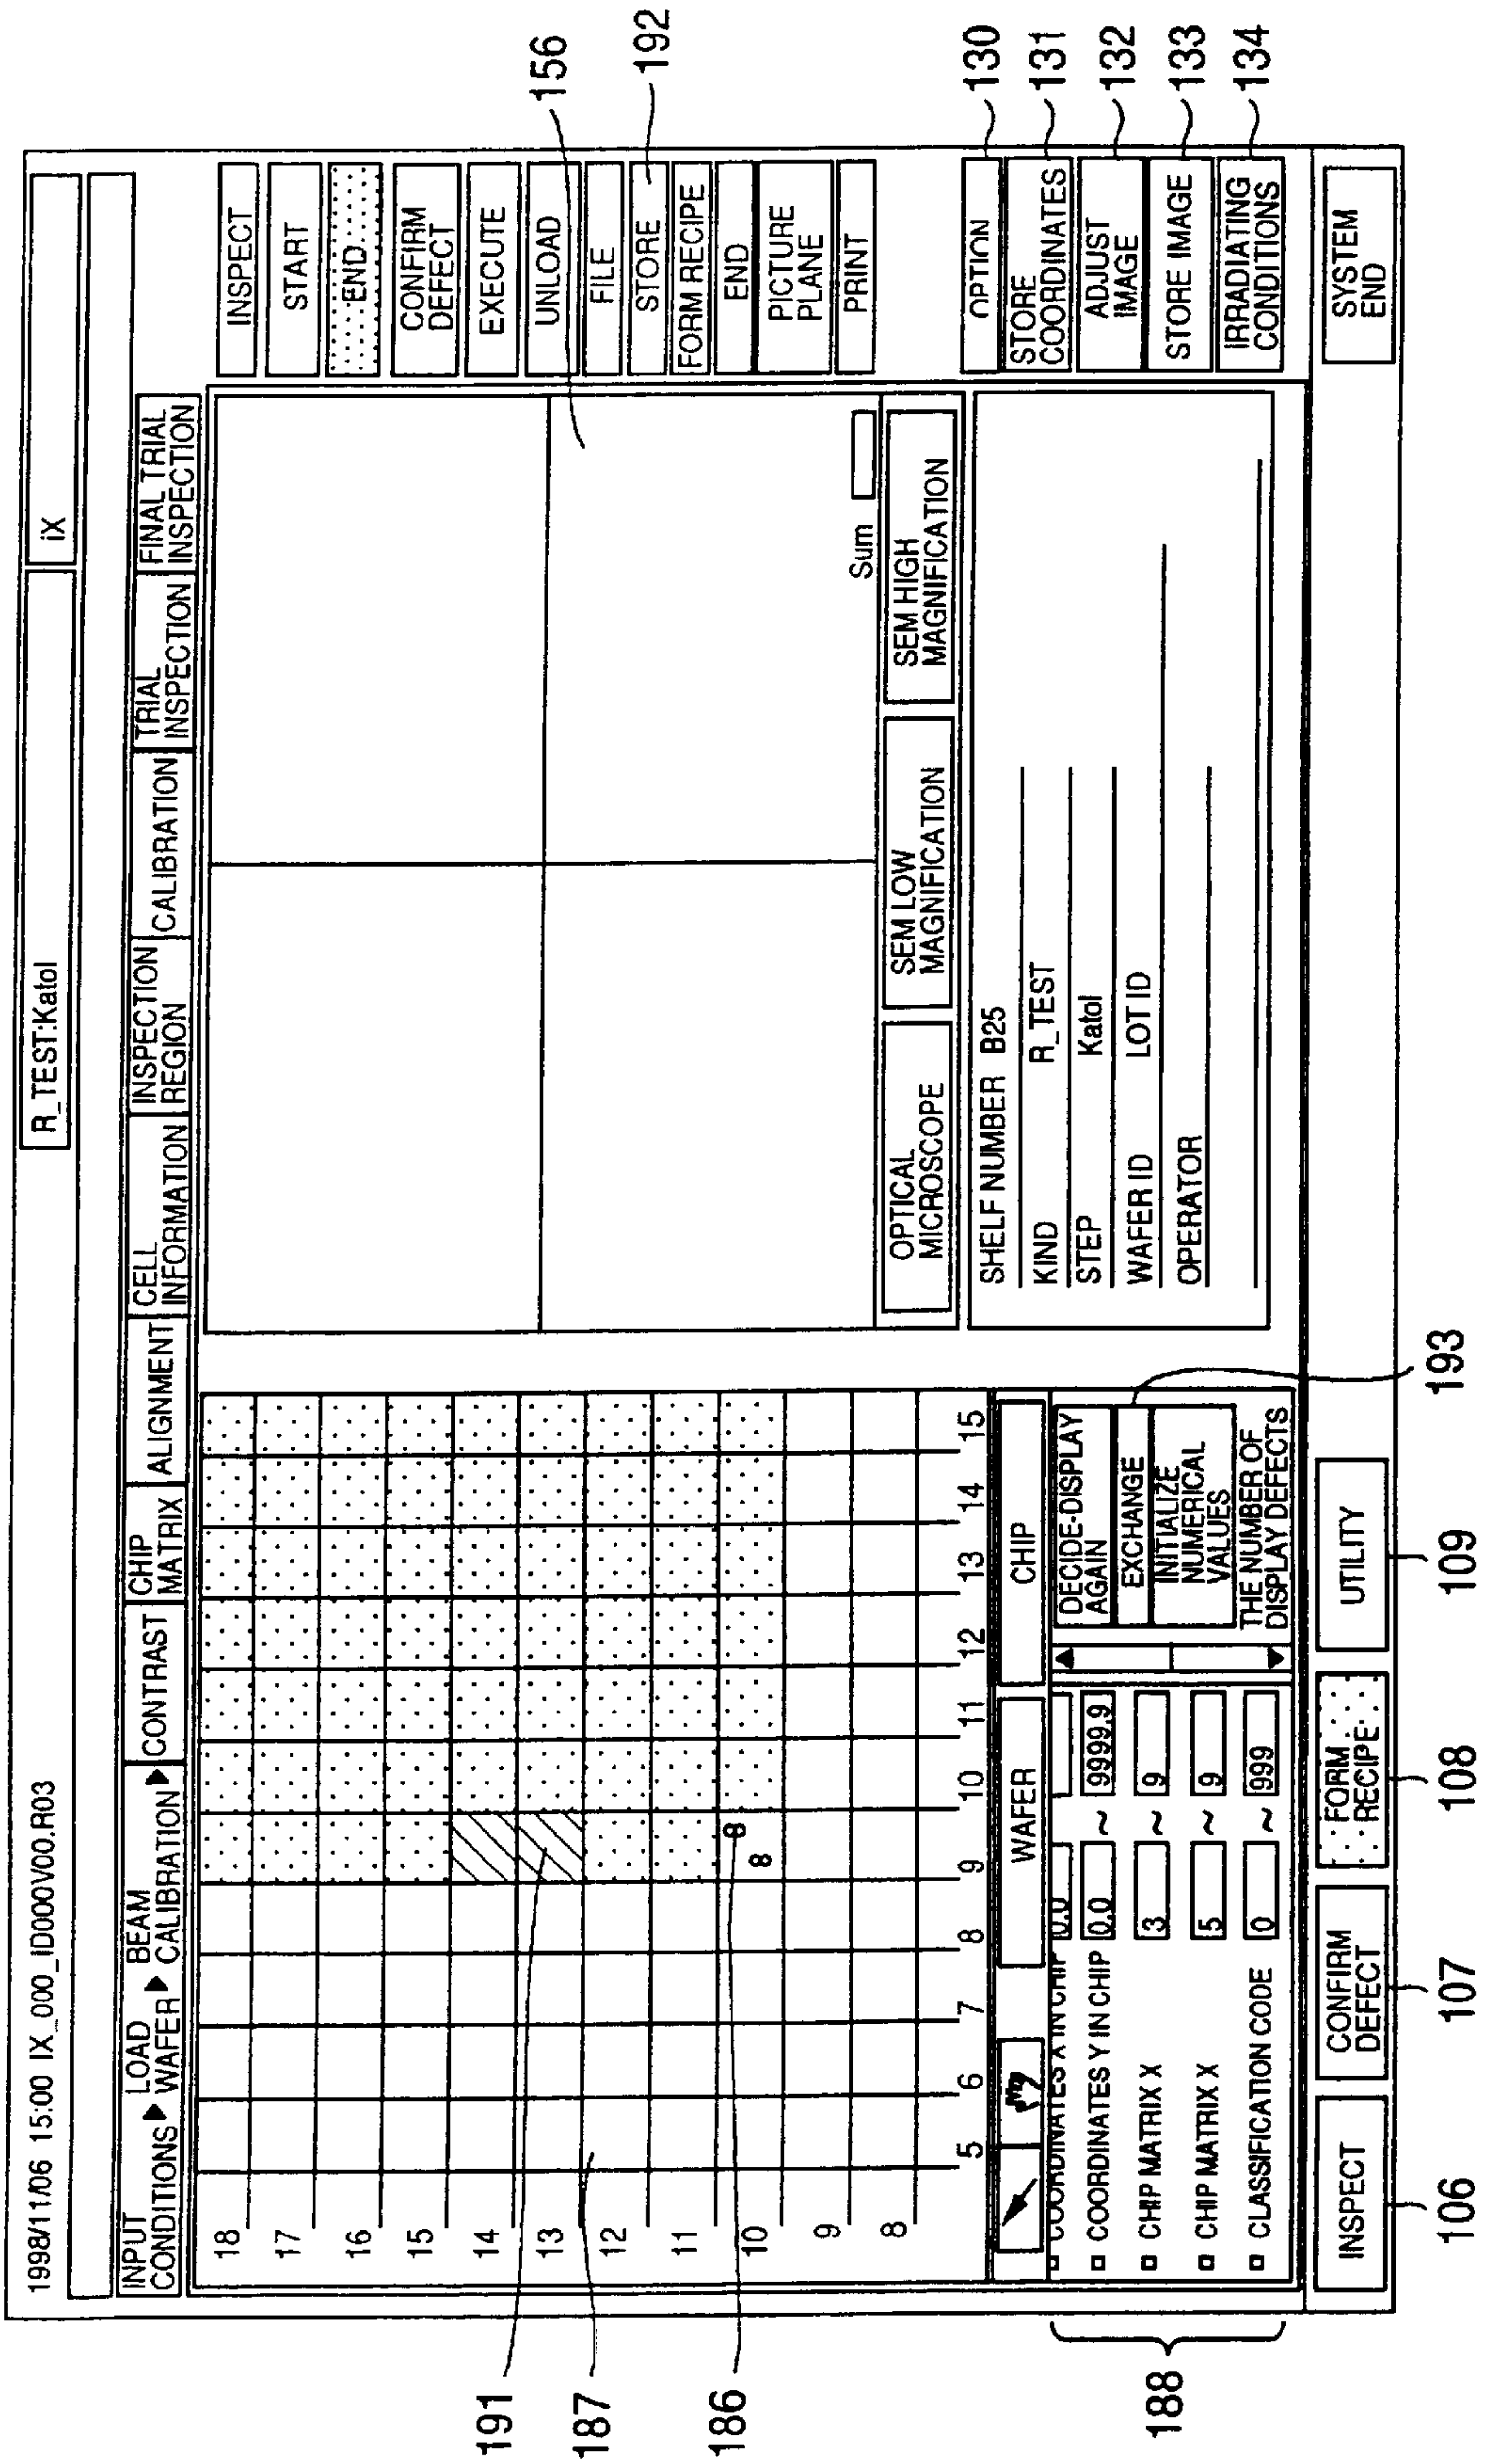 1998/11/06 15:00 IX_000_ID000V00.R03
R_TEST:Katol
iX
INPUT
CONDITIONS
LOAD
WAFER
BEAM
CALIBRATION
CONTRAST
CHIP
MATRIX
ALIGNMENT
CELL
INFORMATION
INSPECTION
REGION
CALIBRATION
TRIAL
INSPECTION
FINAL TRIAL
INSPECTION
18
17
16
15
14
13
12
11
10
9
8
5 6 7 8 9 10 11 12 13 14 15
8
8
Sum
OPTICAL
MICROSCOPE
SEM LOW
MAGNIFICATION
SEM HIGH
MAGNIFICATION
INSPECT
START
END
CONFIRM
DEFECT
EXECUTE
UNLOAD
FILE
STORE
FORM RECIPE
END
PICTURE
PLANE
PRINT
OPTION
STORE
COORDINATES
ADJUST
IMAGE
STORE IMAGE
IRRADIATING
CONDITIONS
WAFER
CHIP
COORDINATES X IN CHIP 0.0
COORDINATES Y IN CHIP 0.0 ~ 9999.9
CHIP MATRIX X 3 ~ 9
CHIP MATRIX X 5 ~ 9
CLASSIFICATION CODE 0 ~ 999
DECIDE-DISPLAY
AGAIN
EXCHANGE
INITIALIZE
NUMERICAL
VALUES
THE NUMBER OF
DISPLAY DEFECTS
SHELF NUMBER B25
KIND R_TEST
STEP Katol
WAFER ID LOT ID
OPERATOR
INSPECT
CONFIRM
DEFECT
FORM
RECIPE
UTILITY
SYSTEM
END
156
192
130
131
132
133
134
191
187
186
188
193
106
107
108
109